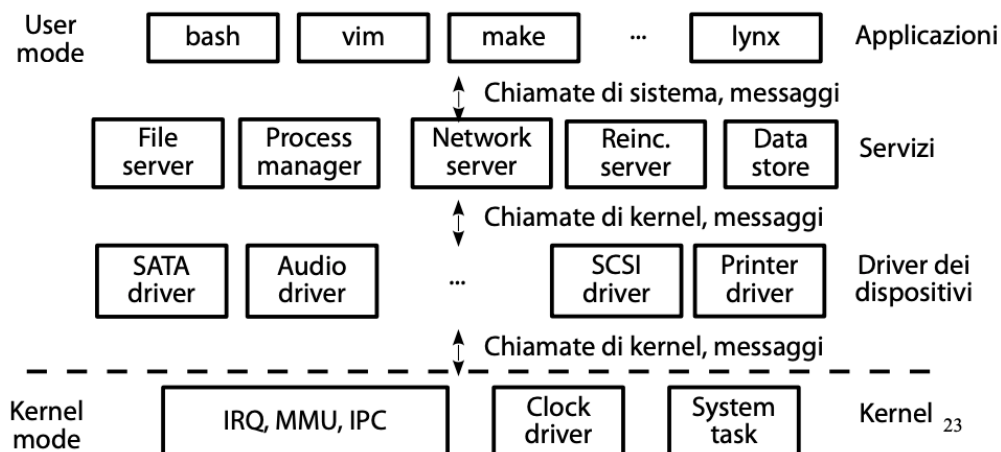 User mode
bash vim make ... lynx Applicazioni
Chiamate di sistema, messaggi
File server Process manager Network server Reinc. server Data store Servizi
Chiamate di kernel, messaggi
SATA driver Audio driver ... SCSI driver Printer driver Driver dei dispositivi
Chiamate di kernel, messaggi
Kernel mode IRQ, MMU, IPC Clock driver System task Kernel 23